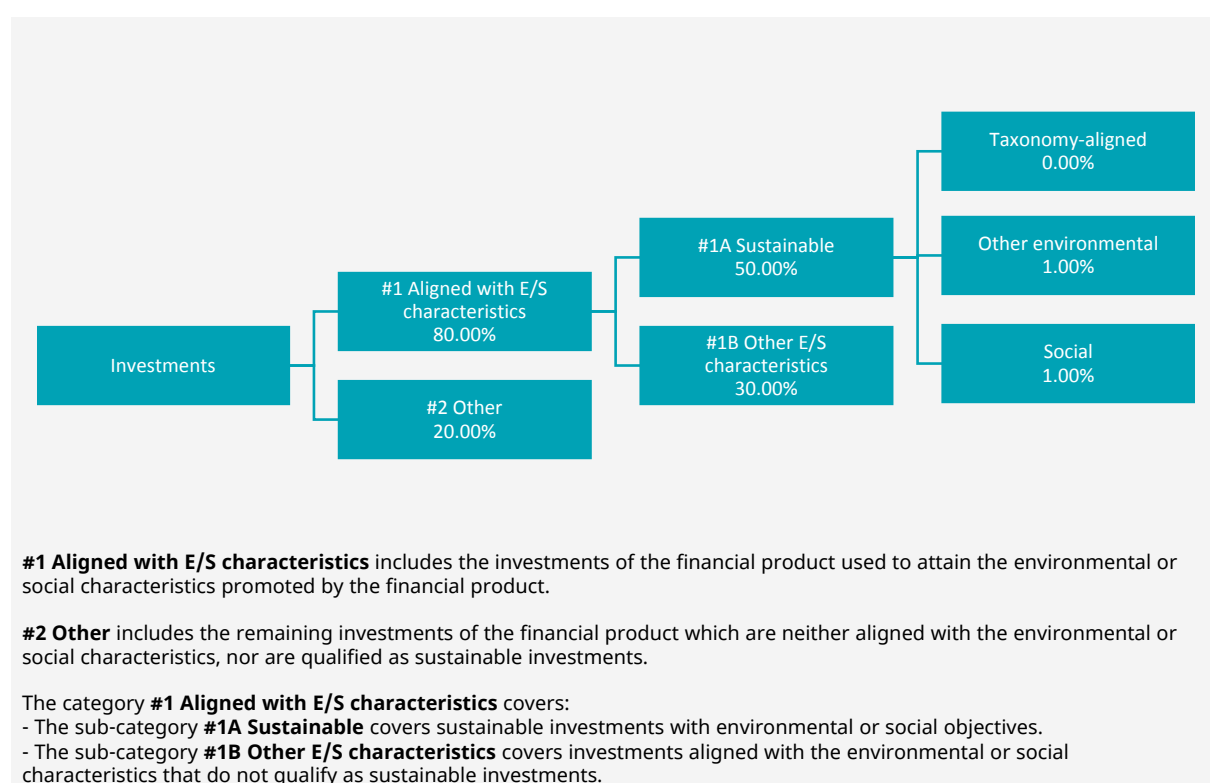 Investments
#1 Aligned with E/S
characteristics
80.00%
#2 Other
20.00%
#1A Sustainable
50.00%
#1B Other E/S
characteristics
30.00%
Taxonomy-aligned
0.00%
Other environmental
1.00%
Social
1.00%
#1 Aligned with E/S characteristics includes the investments of the financial product used to attain the environmental or
social characteristics promoted by the financial product.
#2 Other includes the remaining investments of the financial product which are neither aligned with the environmental or
social characteristics, nor are qualified as sustainable investments.
The category #1 Aligned with E/S characteristics covers:
- The sub-category #1A Sustainable covers sustainable investments with environmental or social objectives.
- The sub-category #1B Other E/S characteristics covers investments aligned with the environmental or social
characteristics that do not qualify as sustainable investments.